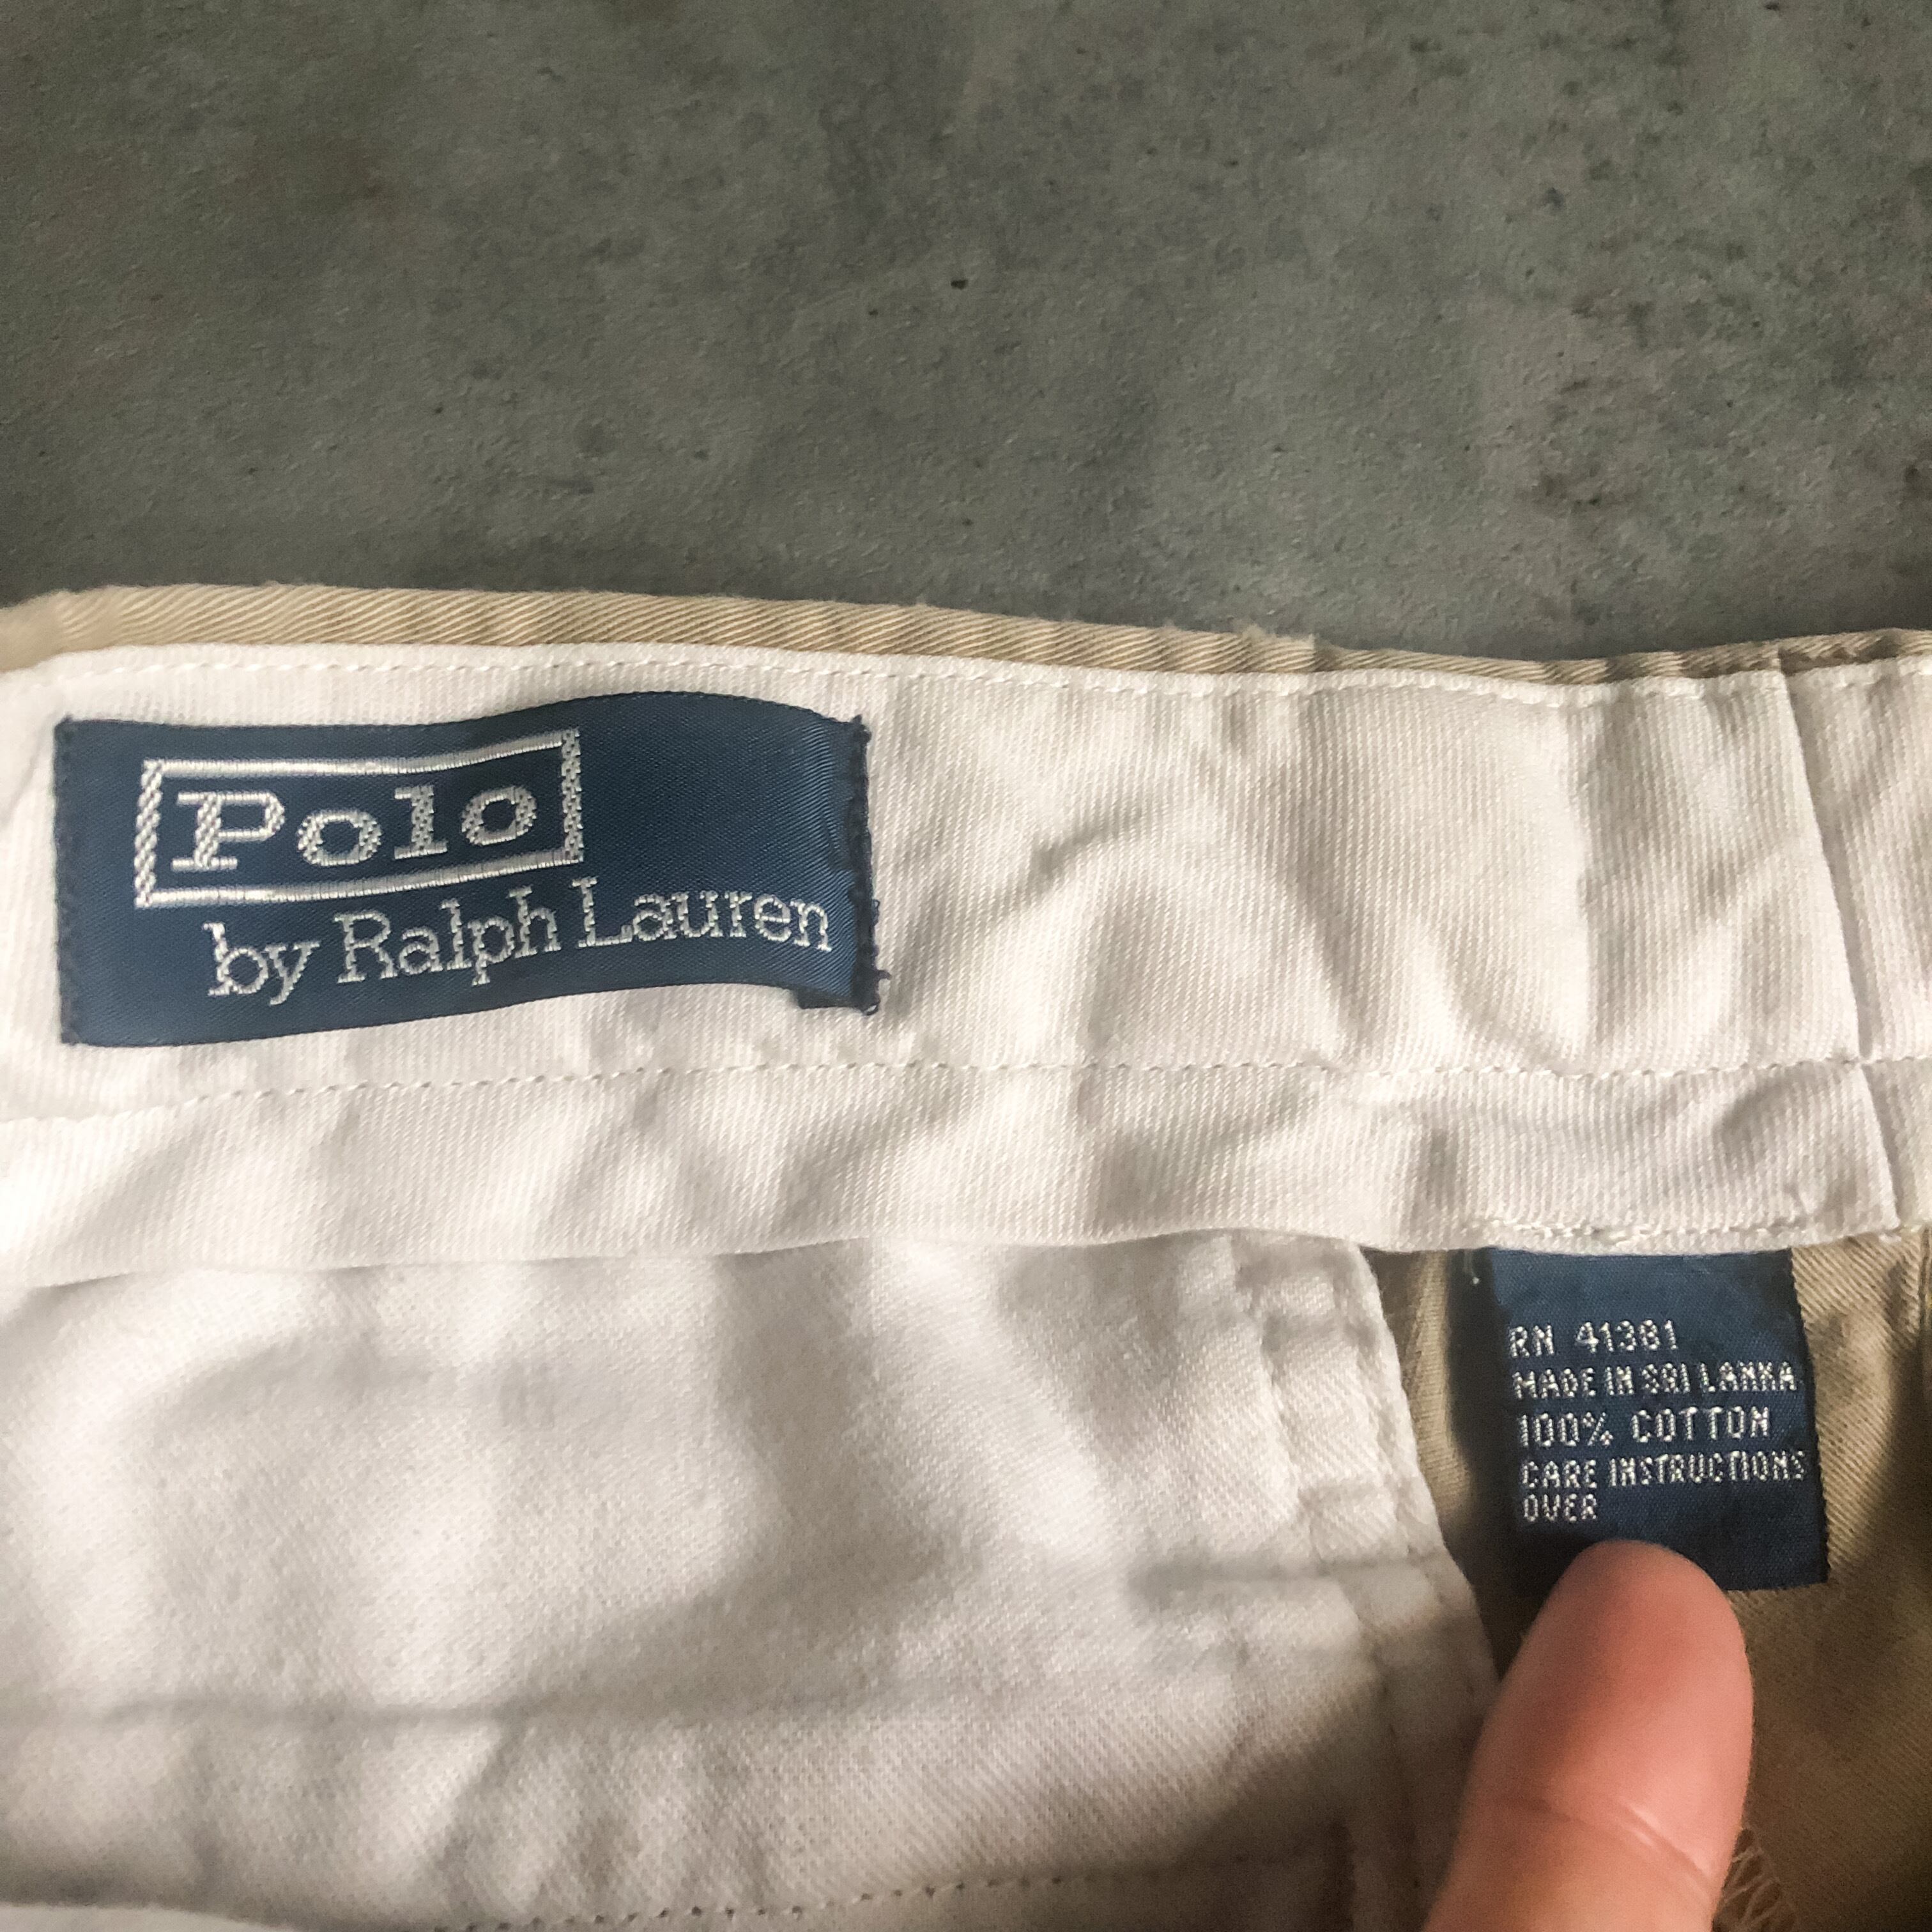 Polo
by Ralph Lauren
RN 41381
MADE IN SRI LANKA
100% COTTON
CARE INSTRUCTIONS
OVER